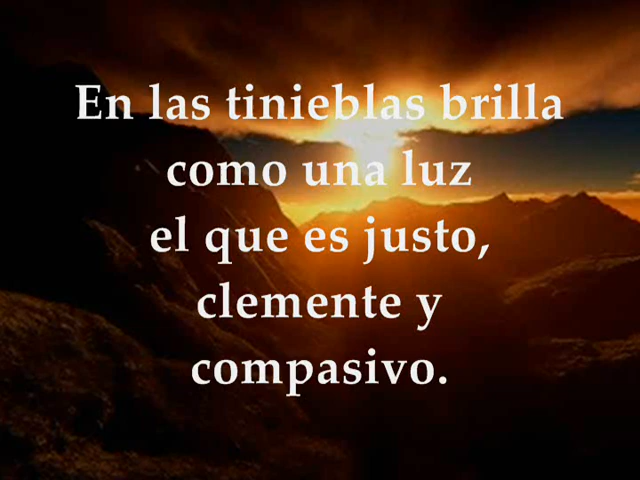 En las tinieblas brilla
como una luz
el que es justo,
clemente y
compasivo.